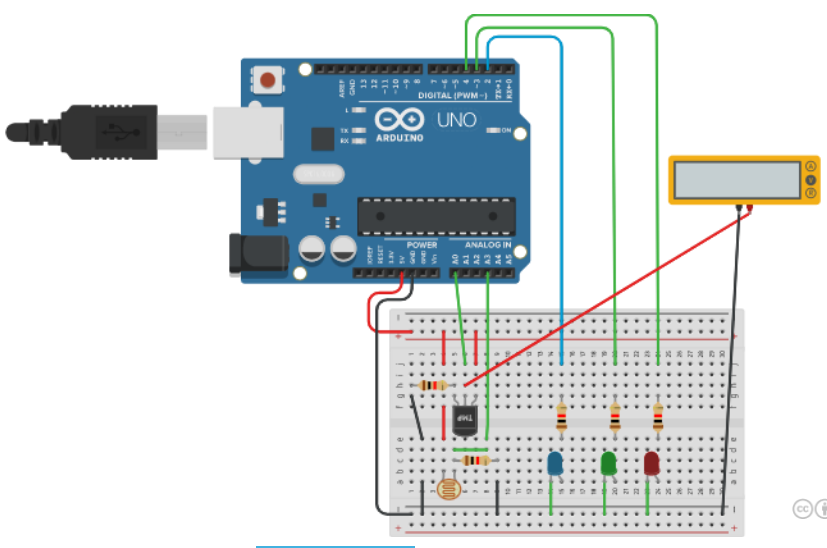 AREF
GND
13
12
~11
~10
~9
8
7
~6
~5
4
~3
2
TX→1
RX←0
DIGITAL (PWM~)
L
TX
RX
ARDUINO
UNO
ON
POWER
ANALOG IN
IOREF
RESET
3.3V
5V
GND
GND
Vin
A0
A1
A2
A3
A4
A5
A
V
R
TMP
a b c d e
f g h i j
cc